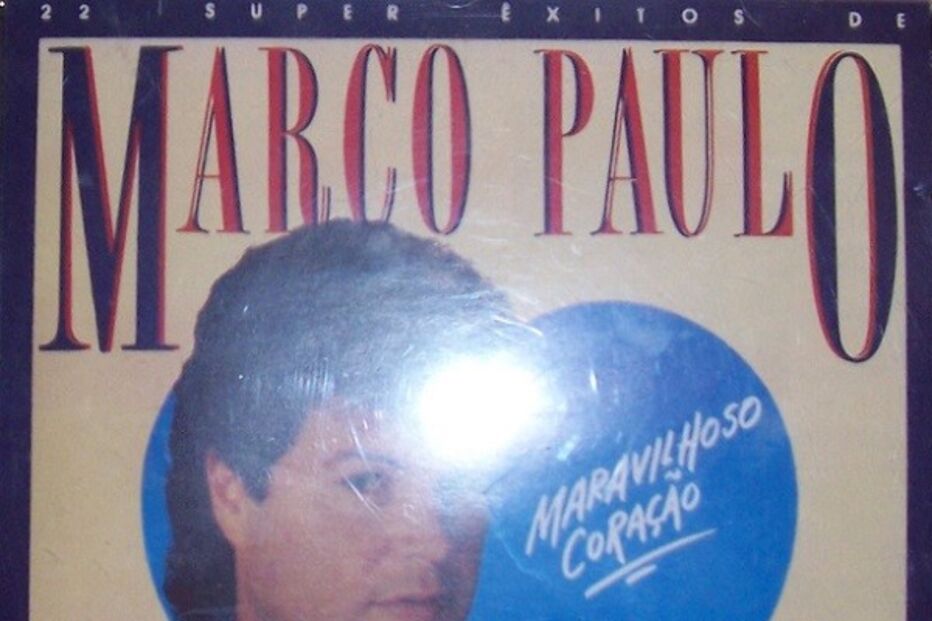 22 SUPER ÊXITOS DE
MARCO PAULO
MARAVILHOSO
CORAÇÃO